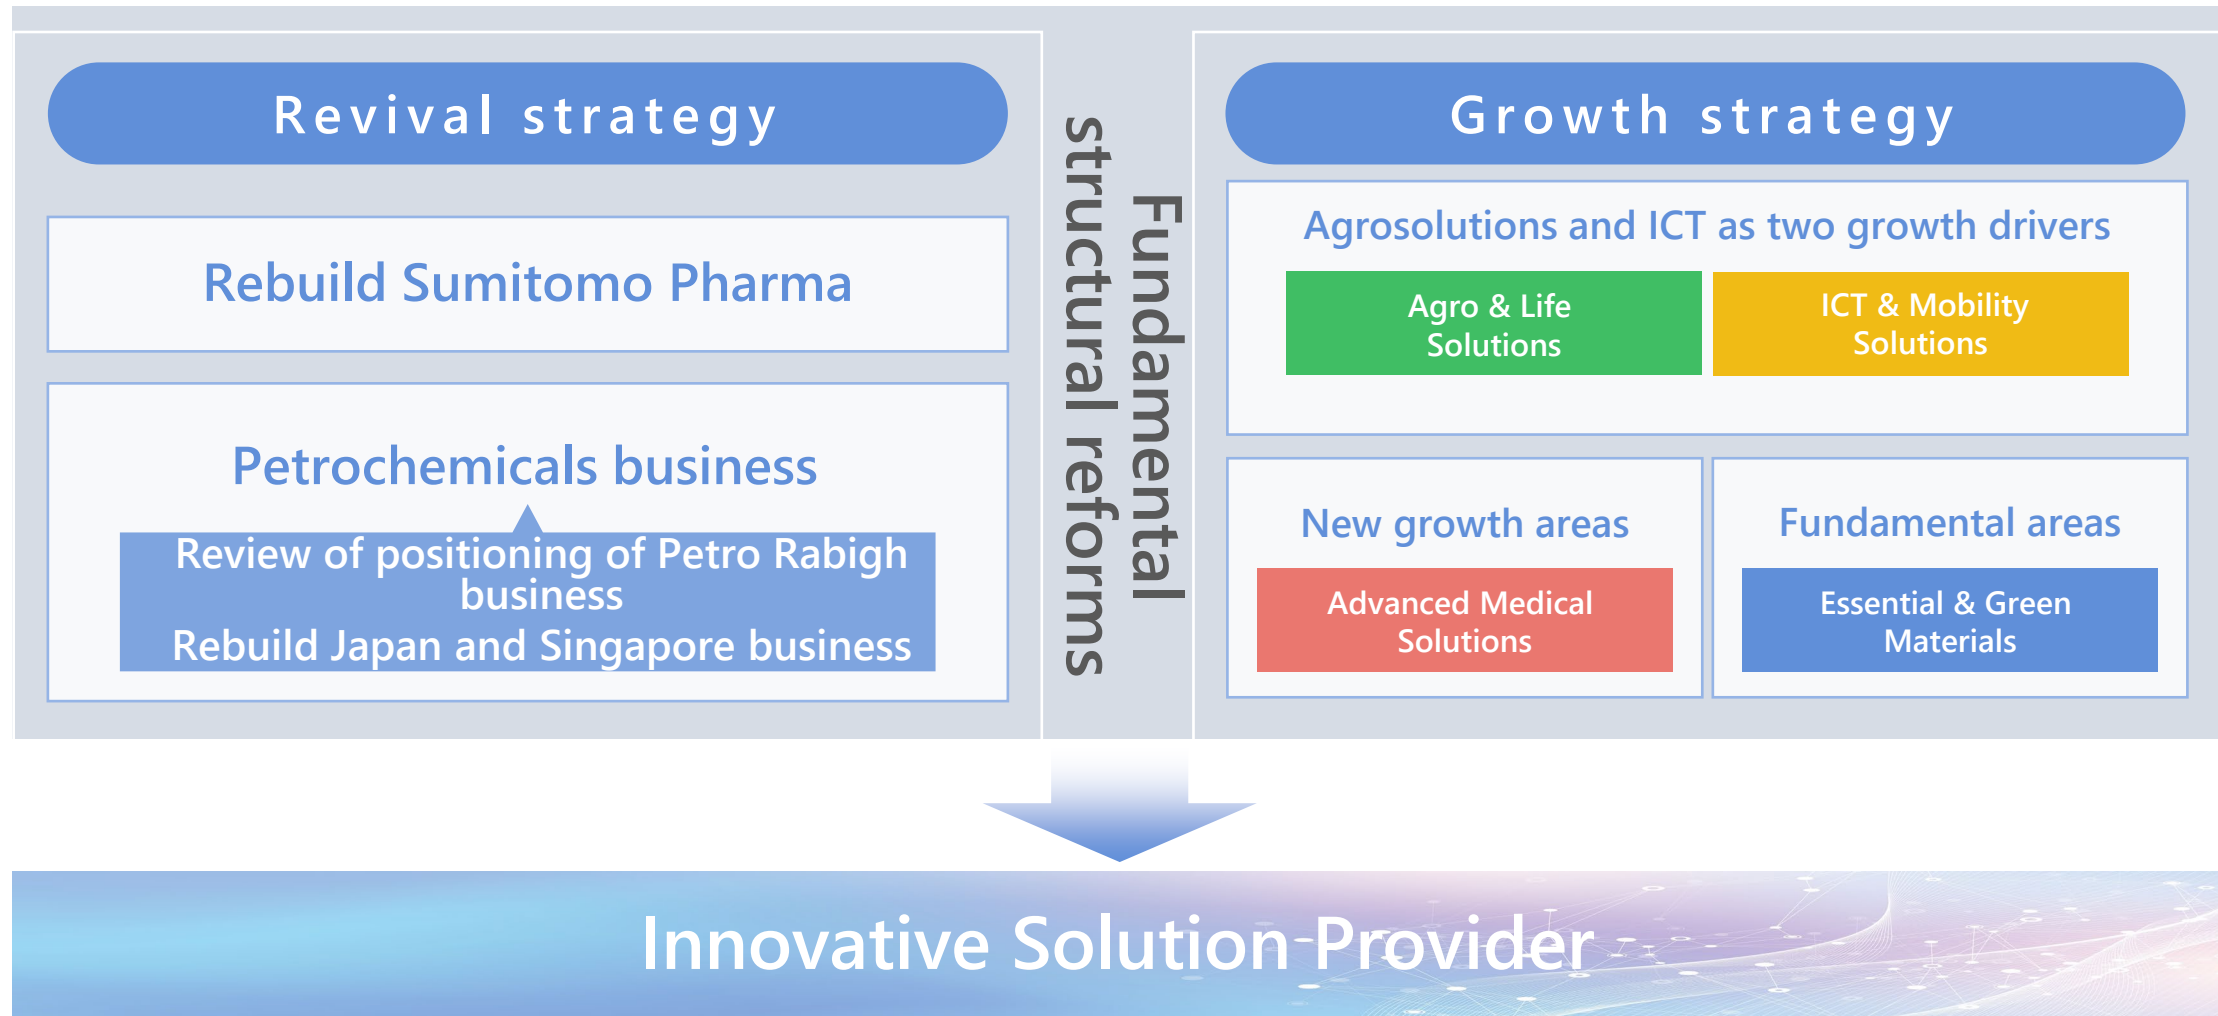 Revival strategy
Rebuild Sumitomo Pharma
Petrochemicals business
Review of positioning of Petro Rabigh
business
Rebuild Japan and Singapore business
Fundamental
structural reforms
Growth strategy
Agrosolutions and ICT as two growth drivers
Agro & Life
Solutions
ICT & Mobility
Solutions
New growth areas
Advanced Medical
Solutions
Fundamental areas
Essential & Green
Materials
Innovative Solution Provider